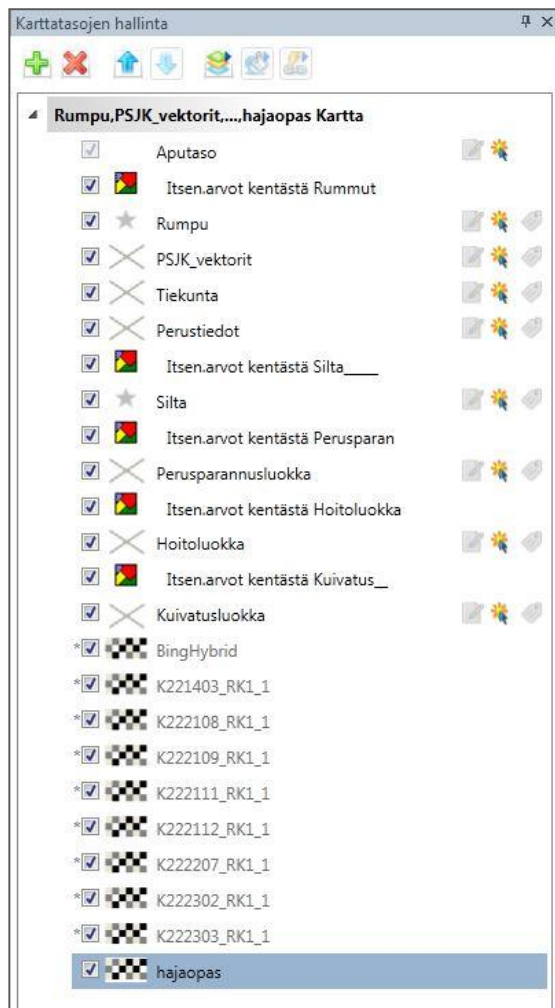 Karttatasojen hallinta
Rumpu,PSJK_vektorit,...,hajaopas Kartta
Aputaso
Itsen.arvot kentästä Rummut
Rumpu
PSJK_vektorit
Tiekunta
Perustiedot
Itsen.arvot kentästä Silta____
Silta
Itsen.arvot kentästä Perusparan
Perusparannusluokka
Itsen.arvot kentästä Hoitoluokka
Hoitoluokka
Itsen.arvot kentästä Kuivatus__
Kuivatusluokka
*BingHybrid
*K221403_RK1_1
*K222108_RK1_1
*K222109_RK1_1
*K222111_RK1_1
*K222112_RK1_1
*K222207_RK1_1
*K222302_RK1_1
*K222303_RK1_1
hajaopas